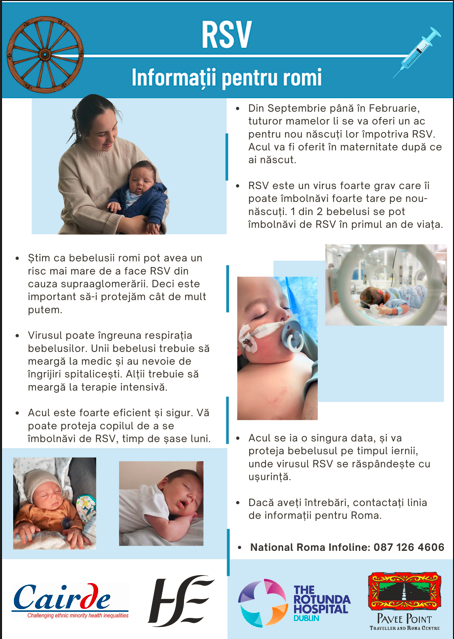 RSV
Informații pentru romi
Din Septembrie până în Februarie,
tuturor mamelor li se va oferi un ac
pentru nou născuți lor împotriva RSV.
Acul va fi oferit în maternitate după ce
ai născut.
RSV este un virus foarte grav care îi
poate îmbolnăvi foarte tare pe nou-
născuți. 1 din 2 bebelusi se pot
îmbolnăvi de RSV în primul an de viața.
Știm ca bebelusii romi pot avea un
risc mai mare de a face RSV din
cauza supraaglomerării. Deci este
important să-i protejăm cât de mult
putem.
Virusul poate îngreuna respirația
bebelusilor. Unii bebelusi trebuie să
meargă la medic și au nevoie de
îngrijiri spitalicești. Alții trebuie să
meargă la terapie intensivă.
Acul este foarte eficient și sigur. Vă
poate proteja copilul de a se
îmbolnăvi de RSV, timp de șase luni.
Acul se ia o singura data, și va
proteja bebelusul pe timpul iernii,
unde virusul RSV se răspândește cu
ușurință.
Dacă aveți întrebări, contactați linia
de informații pentru Roma.
National Roma Infoline: 087 126 4606
Cairde
Challenging ethnic minority health inequalities
HSE
THE
ROTUNDA
HOSPITAL
DUBLIN
PAVEE POINT
TRAVELLER AND ROMA CENTRE